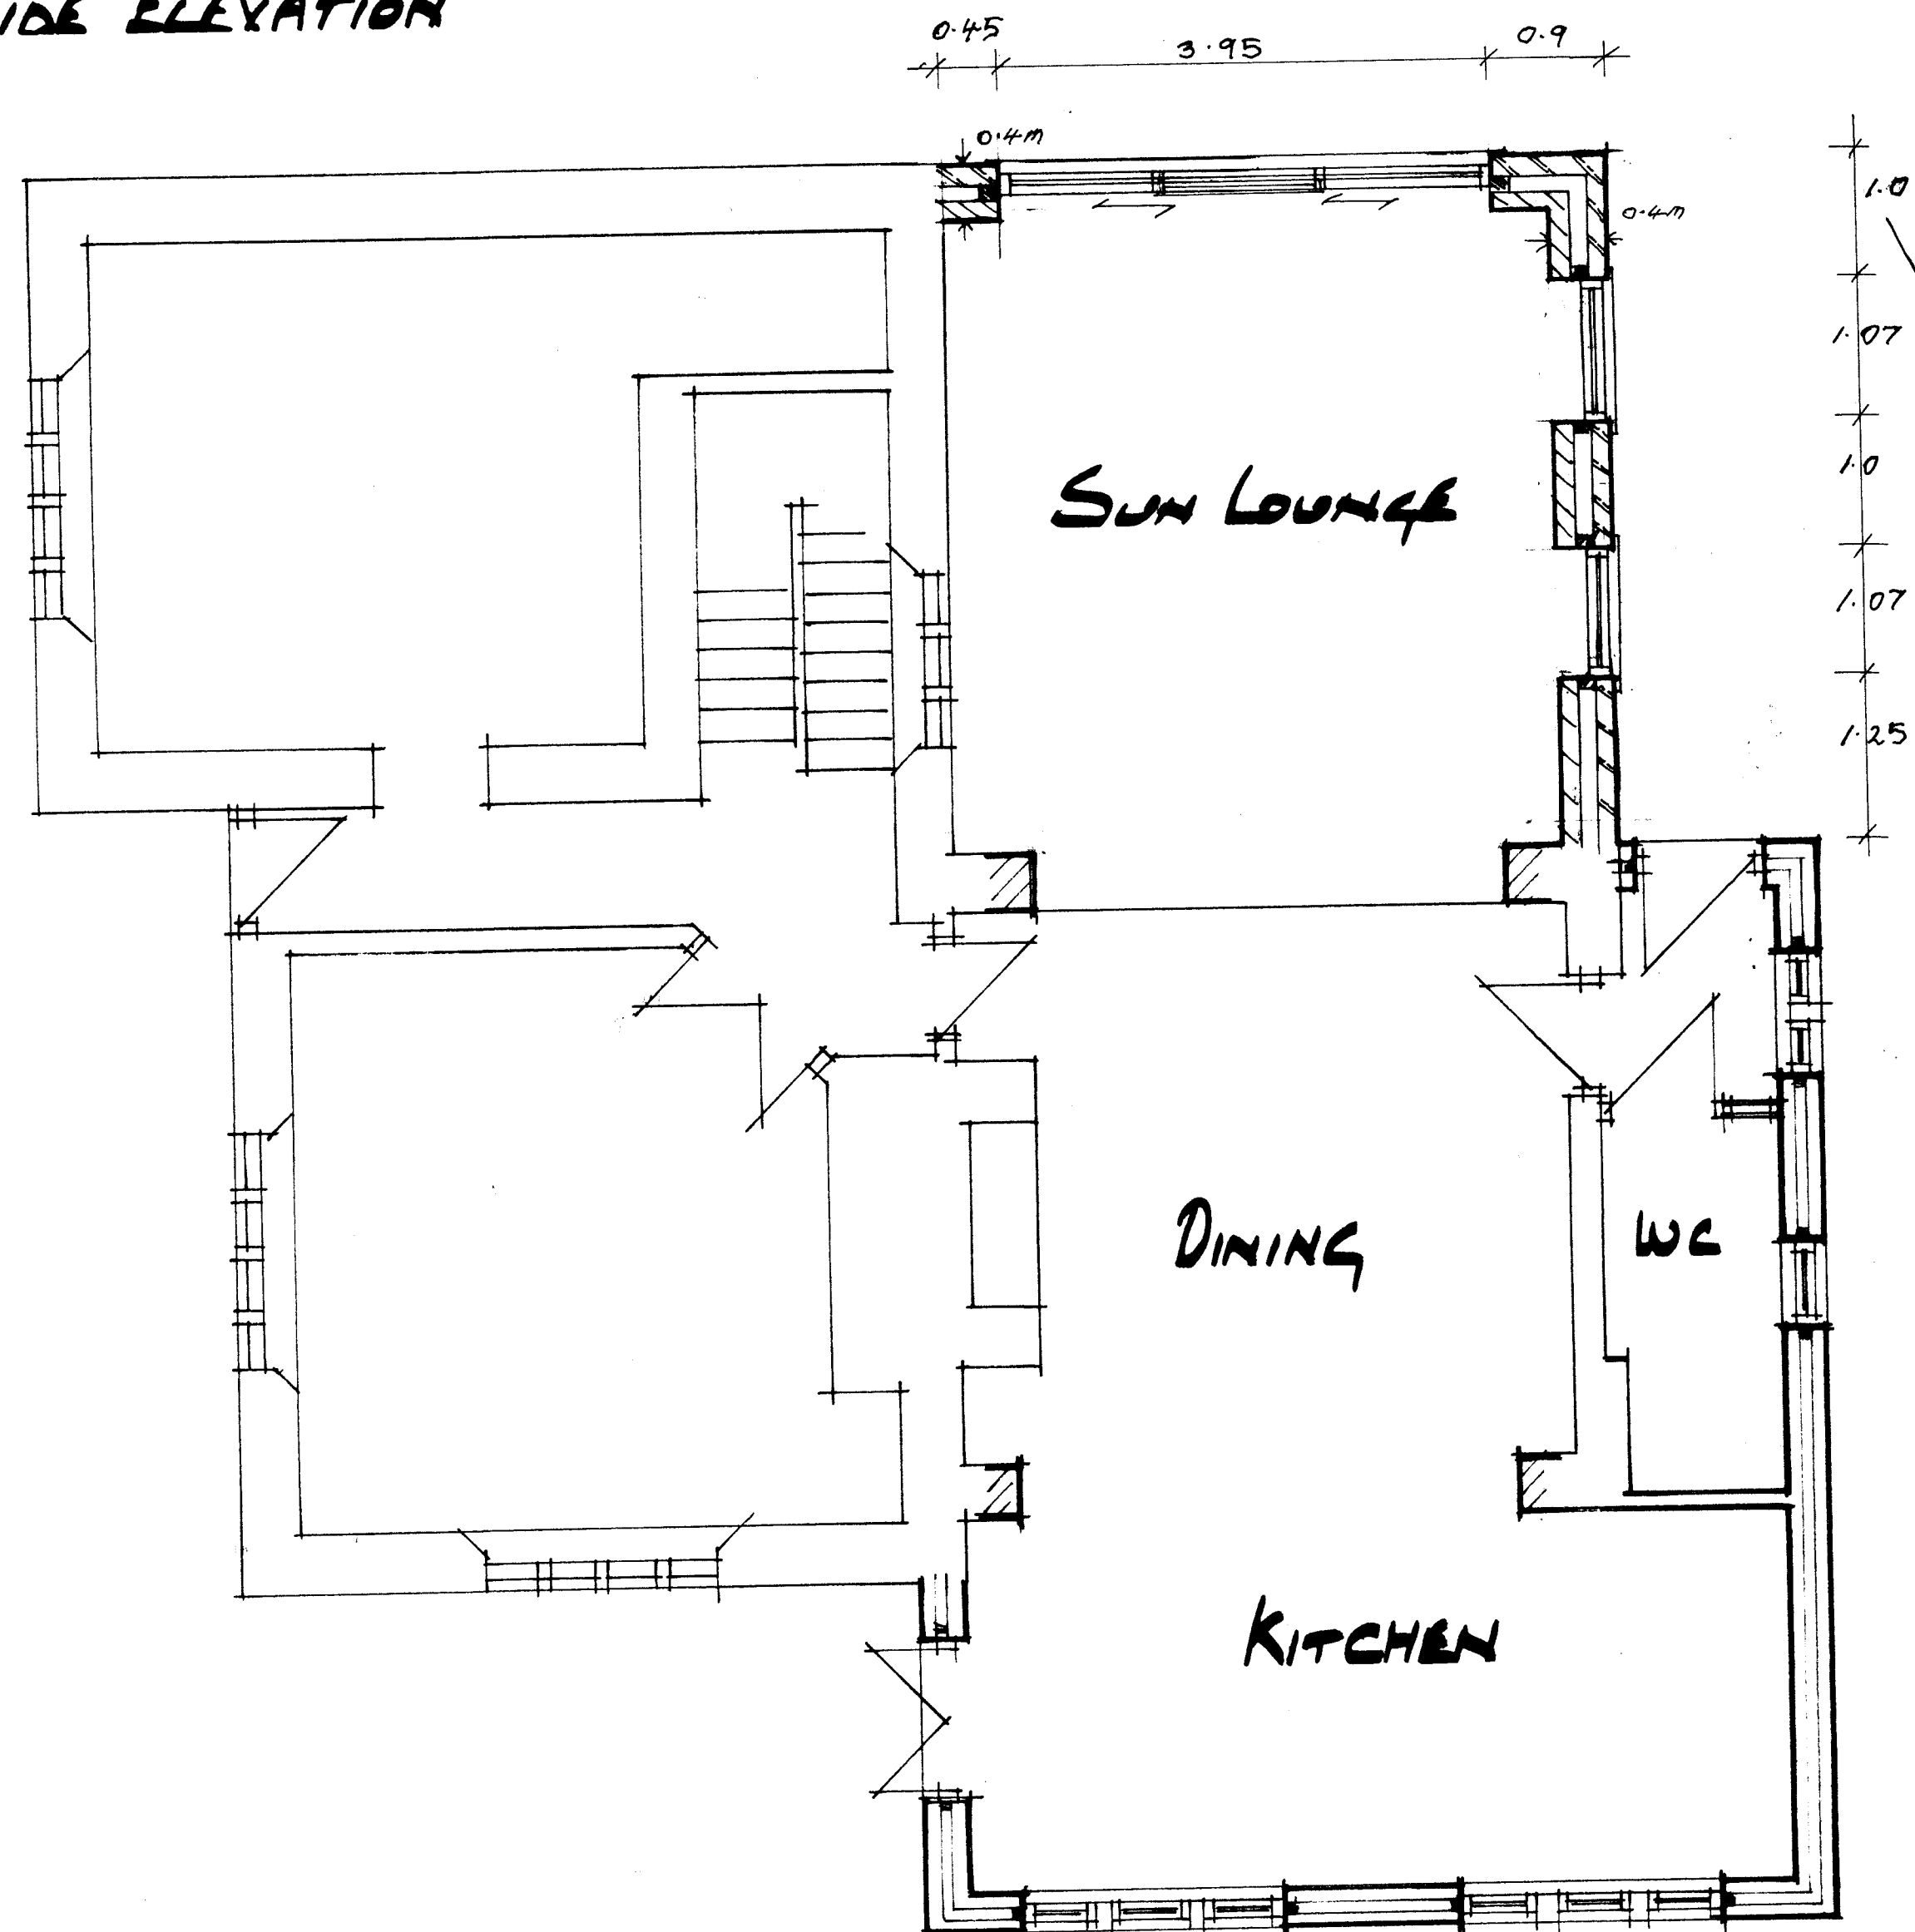 IDE ELEVATION
0.45 3.95 0.9
0.4m
1.0
0.4m
1.07
SUN LOUNGE
1.0
1.07
1.25
DINING
WC
KITCHEN